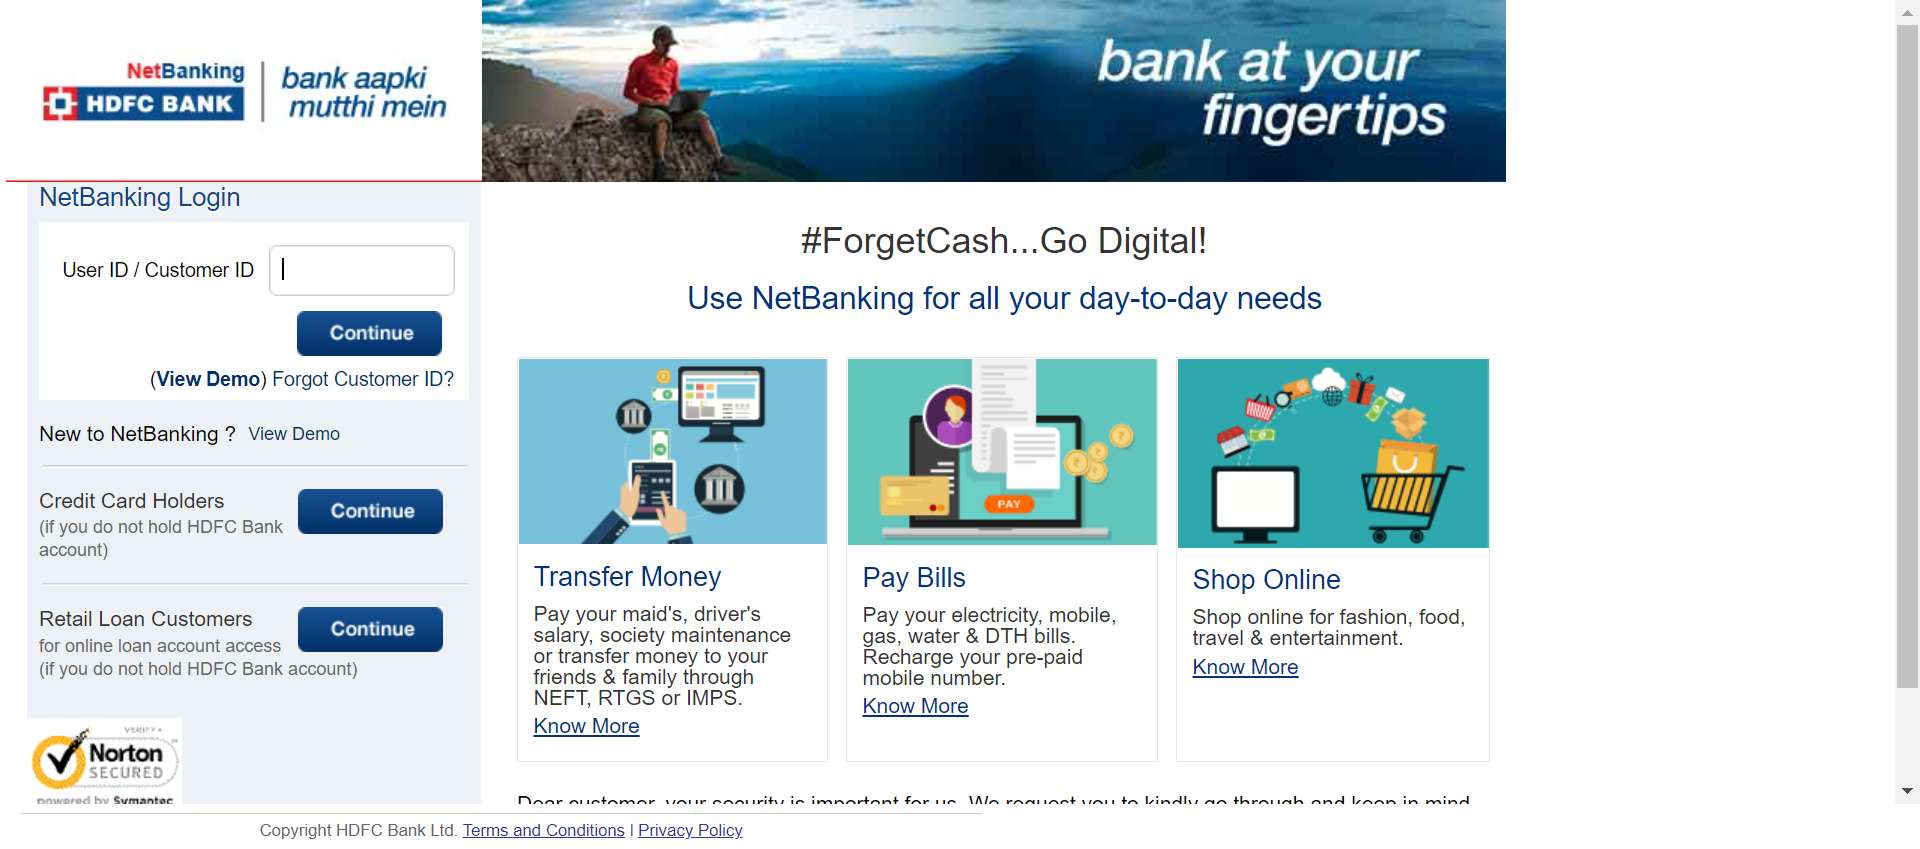 NetBanking
HDFC BANK
bank aapki
mutthi mein
bank at your
fingertips
NetBanking Login
User ID / Customer ID
Continue
(View Demo) Forgot Customer ID?
New to NetBanking ? View Demo
Credit Card Holders
(if you do not hold HDFC Bank
account)
Continue
Retail Loan Customers
for online loan account access
(if you do not hold HDFC Bank account)
Continue
VERIFY
Norton
SECURED
powered by Symantec
#ForgetCash...Go Digital!
Use NetBanking for all your day-to-day needs
Transfer Money
Pay your maid's, driver's
salary, society maintenance
or transfer money to your
friends & family through
NEFT, RTGS or IMPS.
Know More
PAY
Pay Bills
Pay your electricity, mobile,
gas, water & DTH bills.
Recharge your pre-paid
mobile number.
Know More
Shop Online
Shop online for fashion, food,
travel & entertainment.
Know More
Dear customer, your security is important for us. We request you to kindly go through and keep in mind
Copyright HDFC Bank Ltd. Terms and Conditions | Privacy Policy